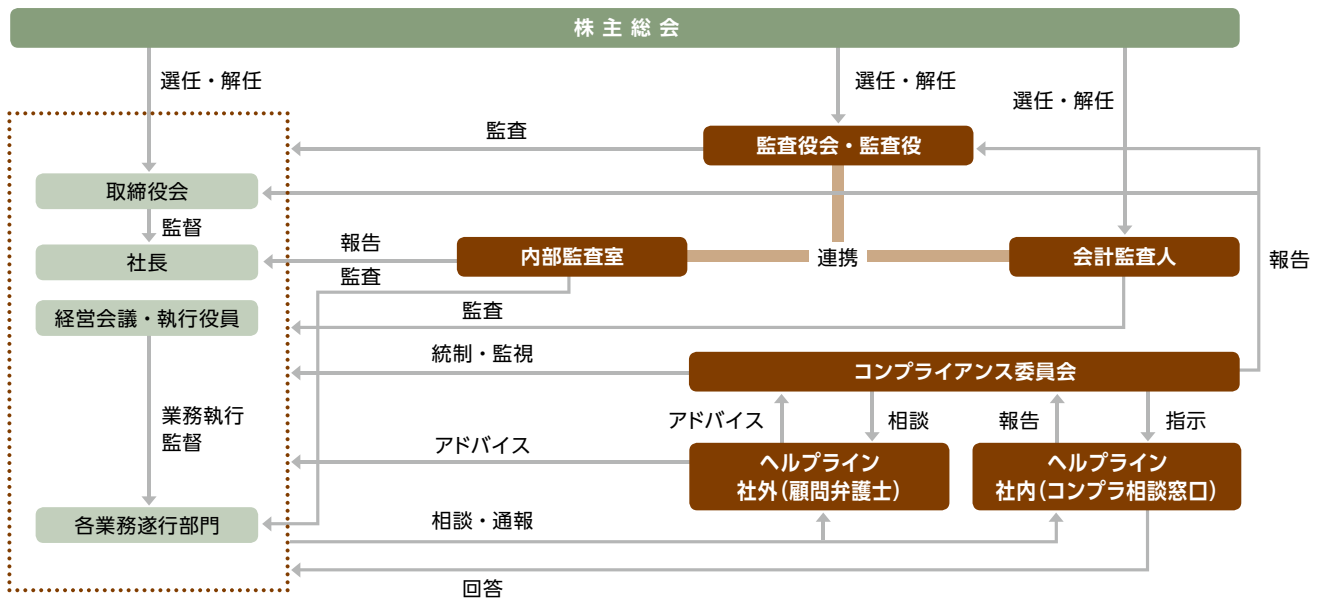 株主総会
選任・解任
選任・解任
選任・解任
監査
監査役会・監査役
取締役会
監督
社長
報告
内部監査室
連携
会計監査人
報告
監査
経営会議・執行役員
監査
統制・監視
コンプライアンス委員会
業務執行
監督
アドバイス
相談
報告
指示
アドバイス
ヘルプライン
社外(顧問弁護士)
ヘルプライン
社内(コンプラ相談窓口)
各業務遂行部門
相談・通報
回答